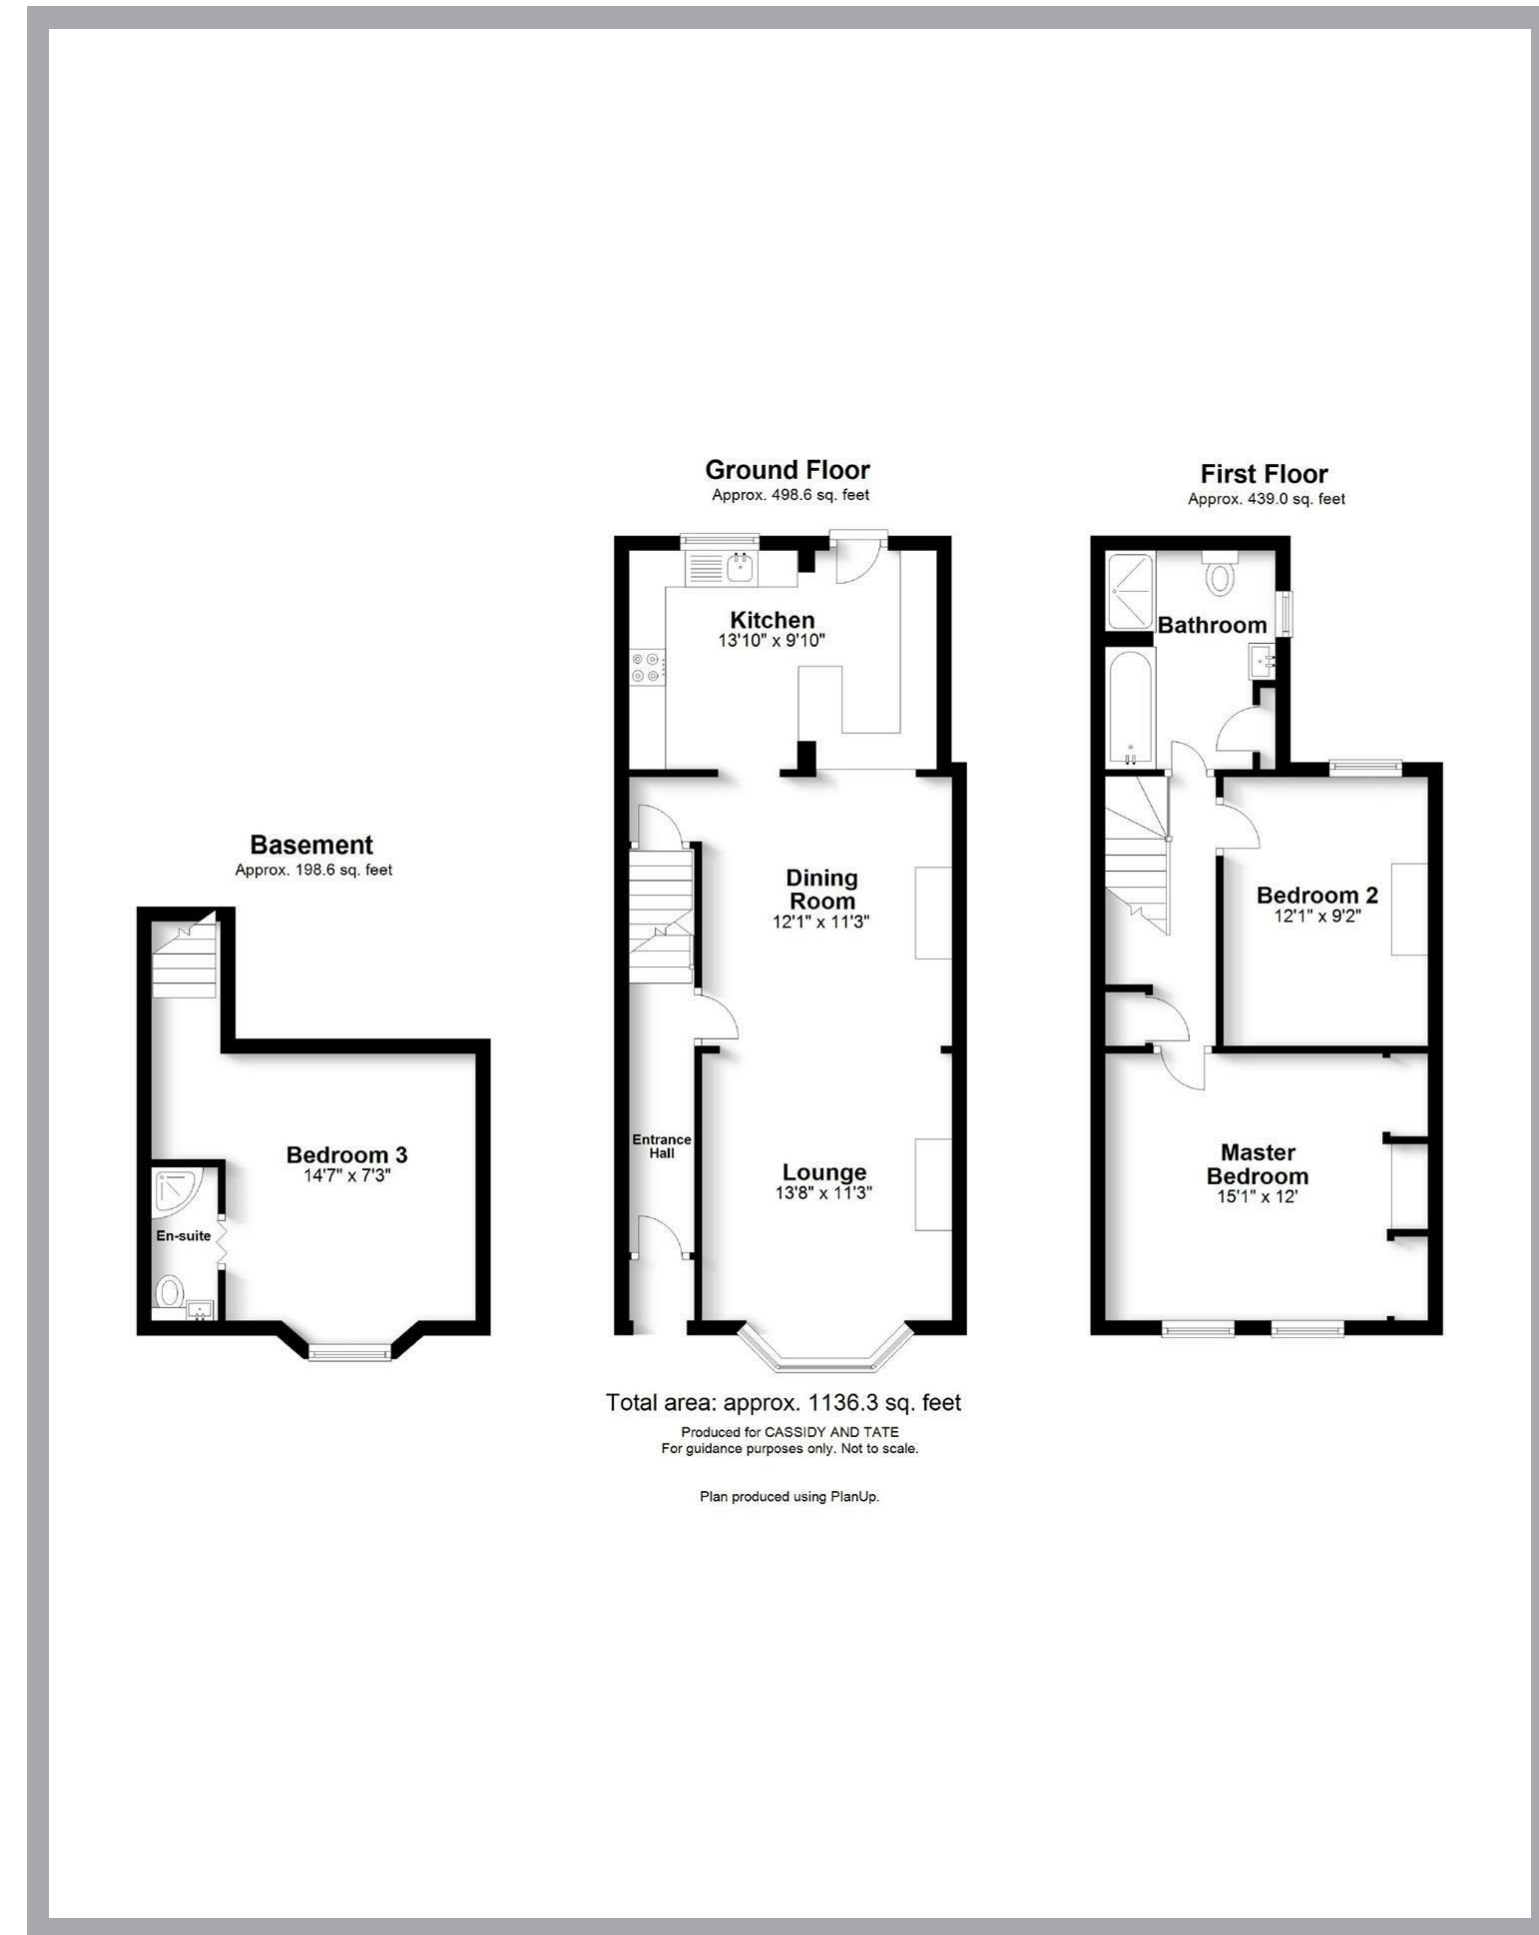 Ground Floor
Approx. 498.6 sq. feet
First Floor
Approx. 439.0 sq. feet
Kitchen
13'10" x 9'10"
Bathroom
Basement
Approx. 198.6 sq. feet
Dining
Room
12'1" x 11'3"
Bedroom 2
12'1" x 9'2"
Bedroom 3
14'7" x 7'3"
En-suite
Entrance
Hall
Lounge
13'8" x 11'3"
Master
Bedroom
15'1" x 12'
Total area: approx. 1136.3 sq. feet
Produced for CASSIDY AND TATE
For guidance purposes only. Not to scale.
Plan produced using PlanUp.